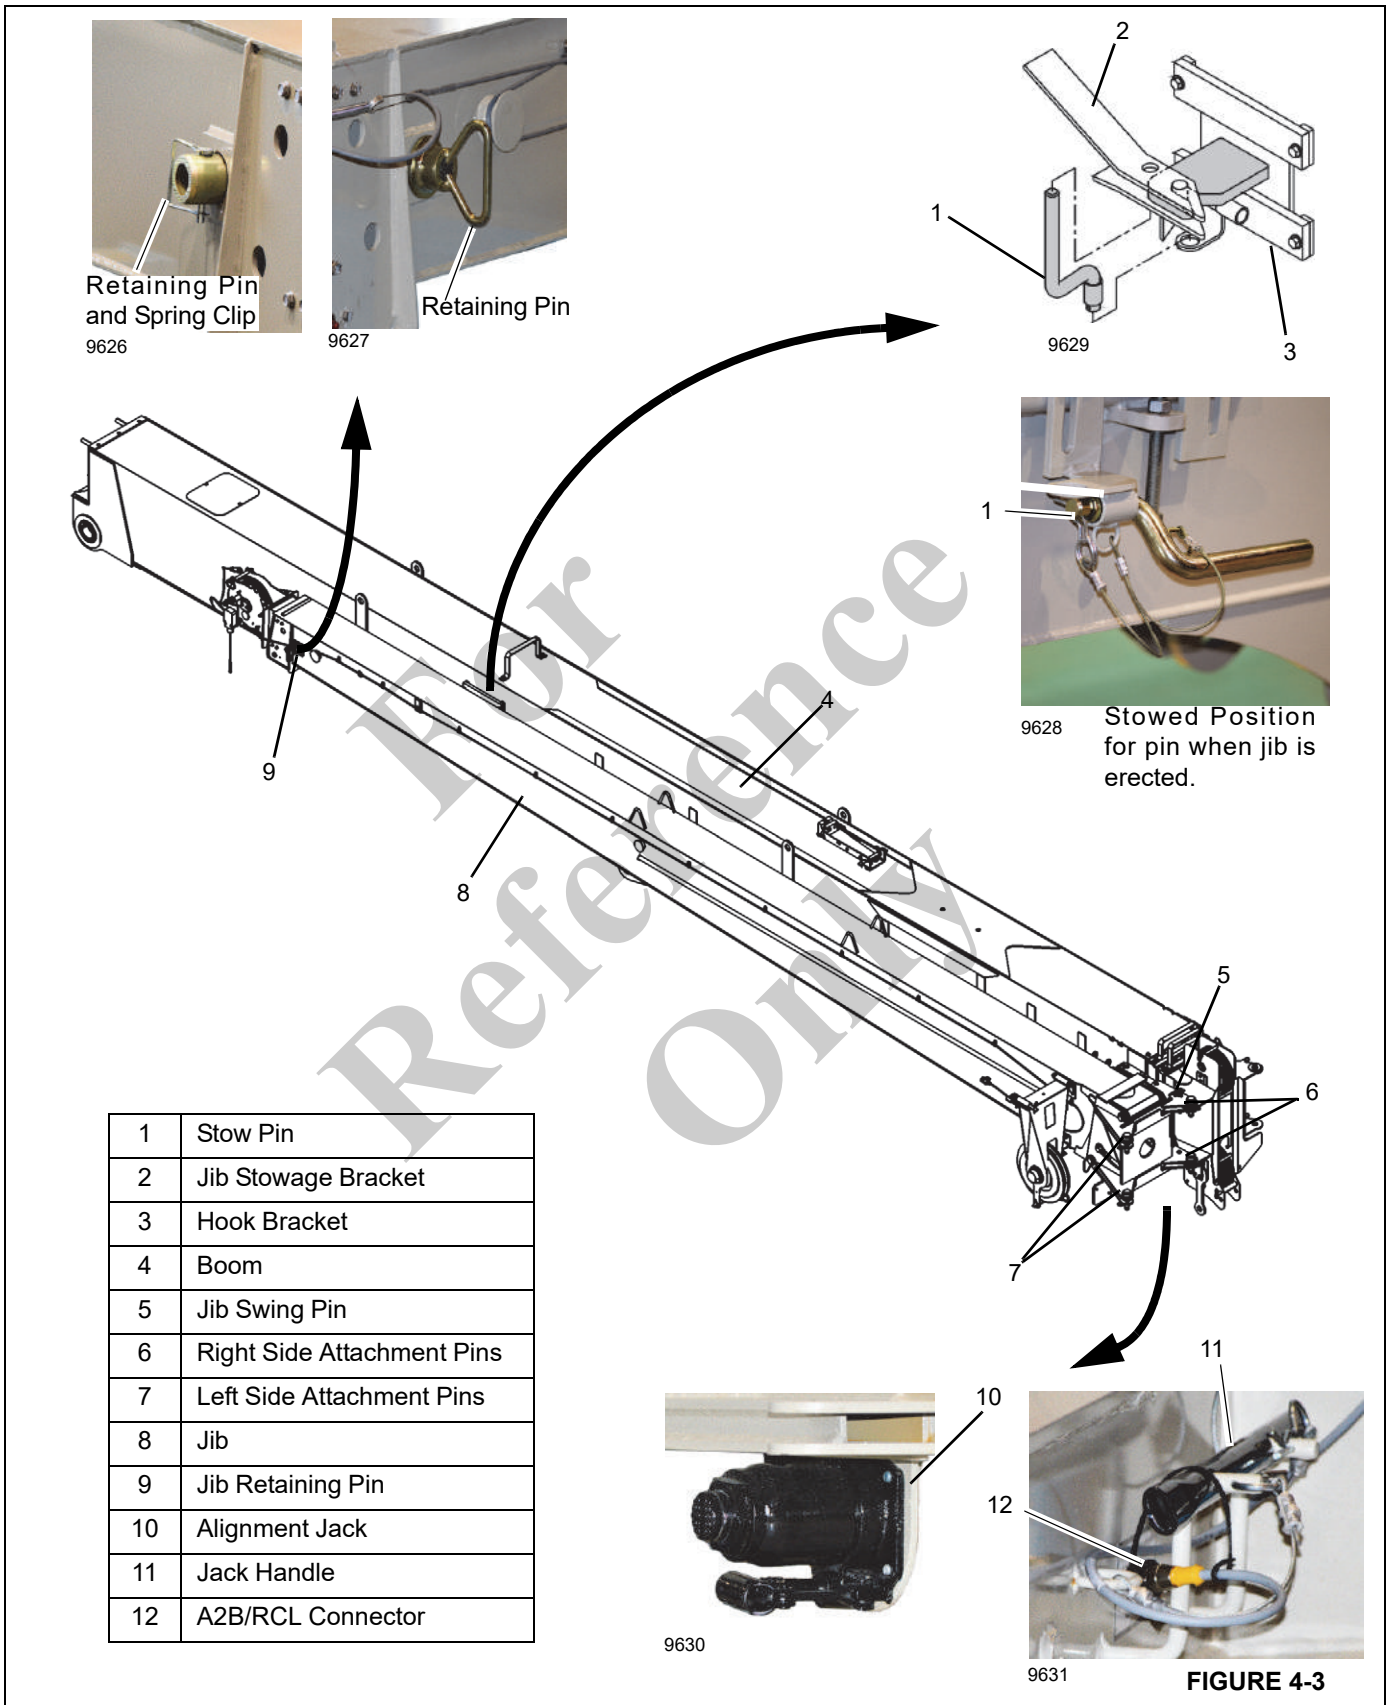 Retaining Pin
and Spring Clip
9626
Retaining Pin
9627
2
1
3
9629
1
9628
Stowed Position
for pin when jib is
erected.
4
9
8
5
6
7
For
Reference
Only
1 Stow Pin
2 Jib Stowage Bracket
3 Hook Bracket
4 Boom
5 Jib Swing Pin
6 Right Side Attachment Pins
7 Left Side Attachment Pins
8 Jib
9 Jib Retaining Pin
10 Alignment Jack
11 Jack Handle
12 A2B/RCL Connector
10
9630
11
12
9631
FIGURE 4-3